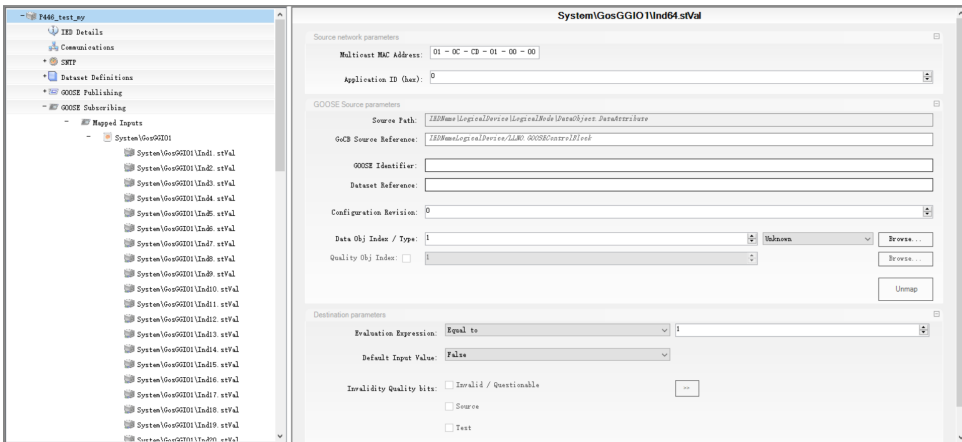 P446_test_my
IED Details
Communications
SNTP
Dataset Definitions
GOOSE Publishing
GOOSE Subscribing
Mapped Inputs
System\GosGGIO1
System\GosGGIO1\Ind1.stVal
System\GosGGIO1\Ind2.stVal
System\GosGGIO1\Ind3.stVal
System\GosGGIO1\Ind4.stVal
System\GosGGIO1\Ind5.stVal
System\GosGGIO1\Ind6.stVal
System\GosGGIO1\Ind7.stVal
System\GosGGIO1\Ind8.stVal
System\GosGGIO1\Ind9.stVal
System\GosGGIO1\Ind10.stVal
System\GosGGIO1\Ind11.stVal
System\GosGGIO1\Ind12.stVal
System\GosGGIO1\Ind13.stVal
System\GosGGIO1\Ind14.stVal
System\GosGGIO1\Ind15.stVal
System\GosGGIO1\Ind16.stVal
System\GosGGIO1\Ind17.stVal
System\GosGGIO1\Ind18.stVal
System\GosGGIO1\Ind19.stVal
System\GosGGIO1\Ind20.stVal
System\GosGGIO1\Ind64.stVal
Source network parameters
Multicast MAC Address: 01 - 0C - CD - 01 - 00 - 00
Application ID (hex): 0
GOOSE Source parameters
Source Path: IEDName\LogicalDevice\LogicalNode\DataObject.DataAttribute
GoCB Source Reference: IEDNameLogicalDevice/LLN0.GOOSEControlBlock
GOOSE Identifier:
Dataset Reference:
Configuration Revision: 0
Data Obj Index / Type: 1 Unknown Browse...
Quality Obj Index: 1 Browse...
Unmap
Destination parameters
Evaluation Expression: Equal to 1
Default Input Value: False
Invalidity Quality bits: Invalid / Questionable >>
Source
Test